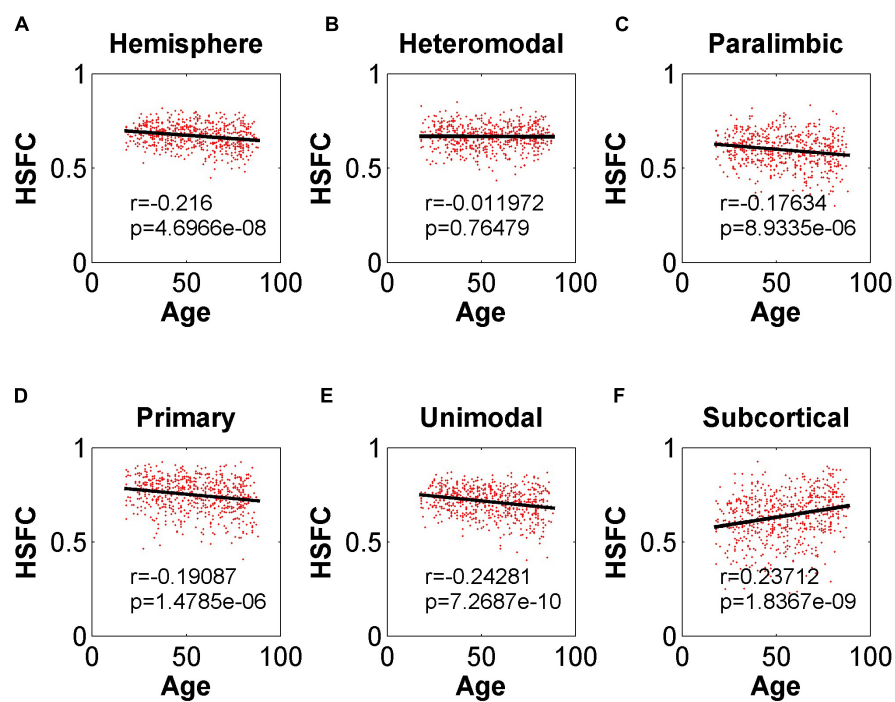 A
Hemisphere
1
0.5
0
HSFC
r=-0.216
p=4.6966e-08
0 50 100
Age
B
Heteromodal
1
0.5
0
HSFC
r=-0.011972
p=0.76479
0 50 100
Age
C
Paralimbic
1
0.5
0
HSFC
r=-0.17634
p=8.9335e-06
0 50 100
Age
D
Primary
1
0.5
0
HSFC
r=-0.19087
p=1.4785e-06
0 50 100
Age
E
Unimodal
1
0.5
0
HSFC
r=-0.24281
p=7.2687e-10
0 50 100
Age
F
Subcortical
1
0.5
0
HSFC
r=0.23712
p=1.8367e-09
0 50 100
Age